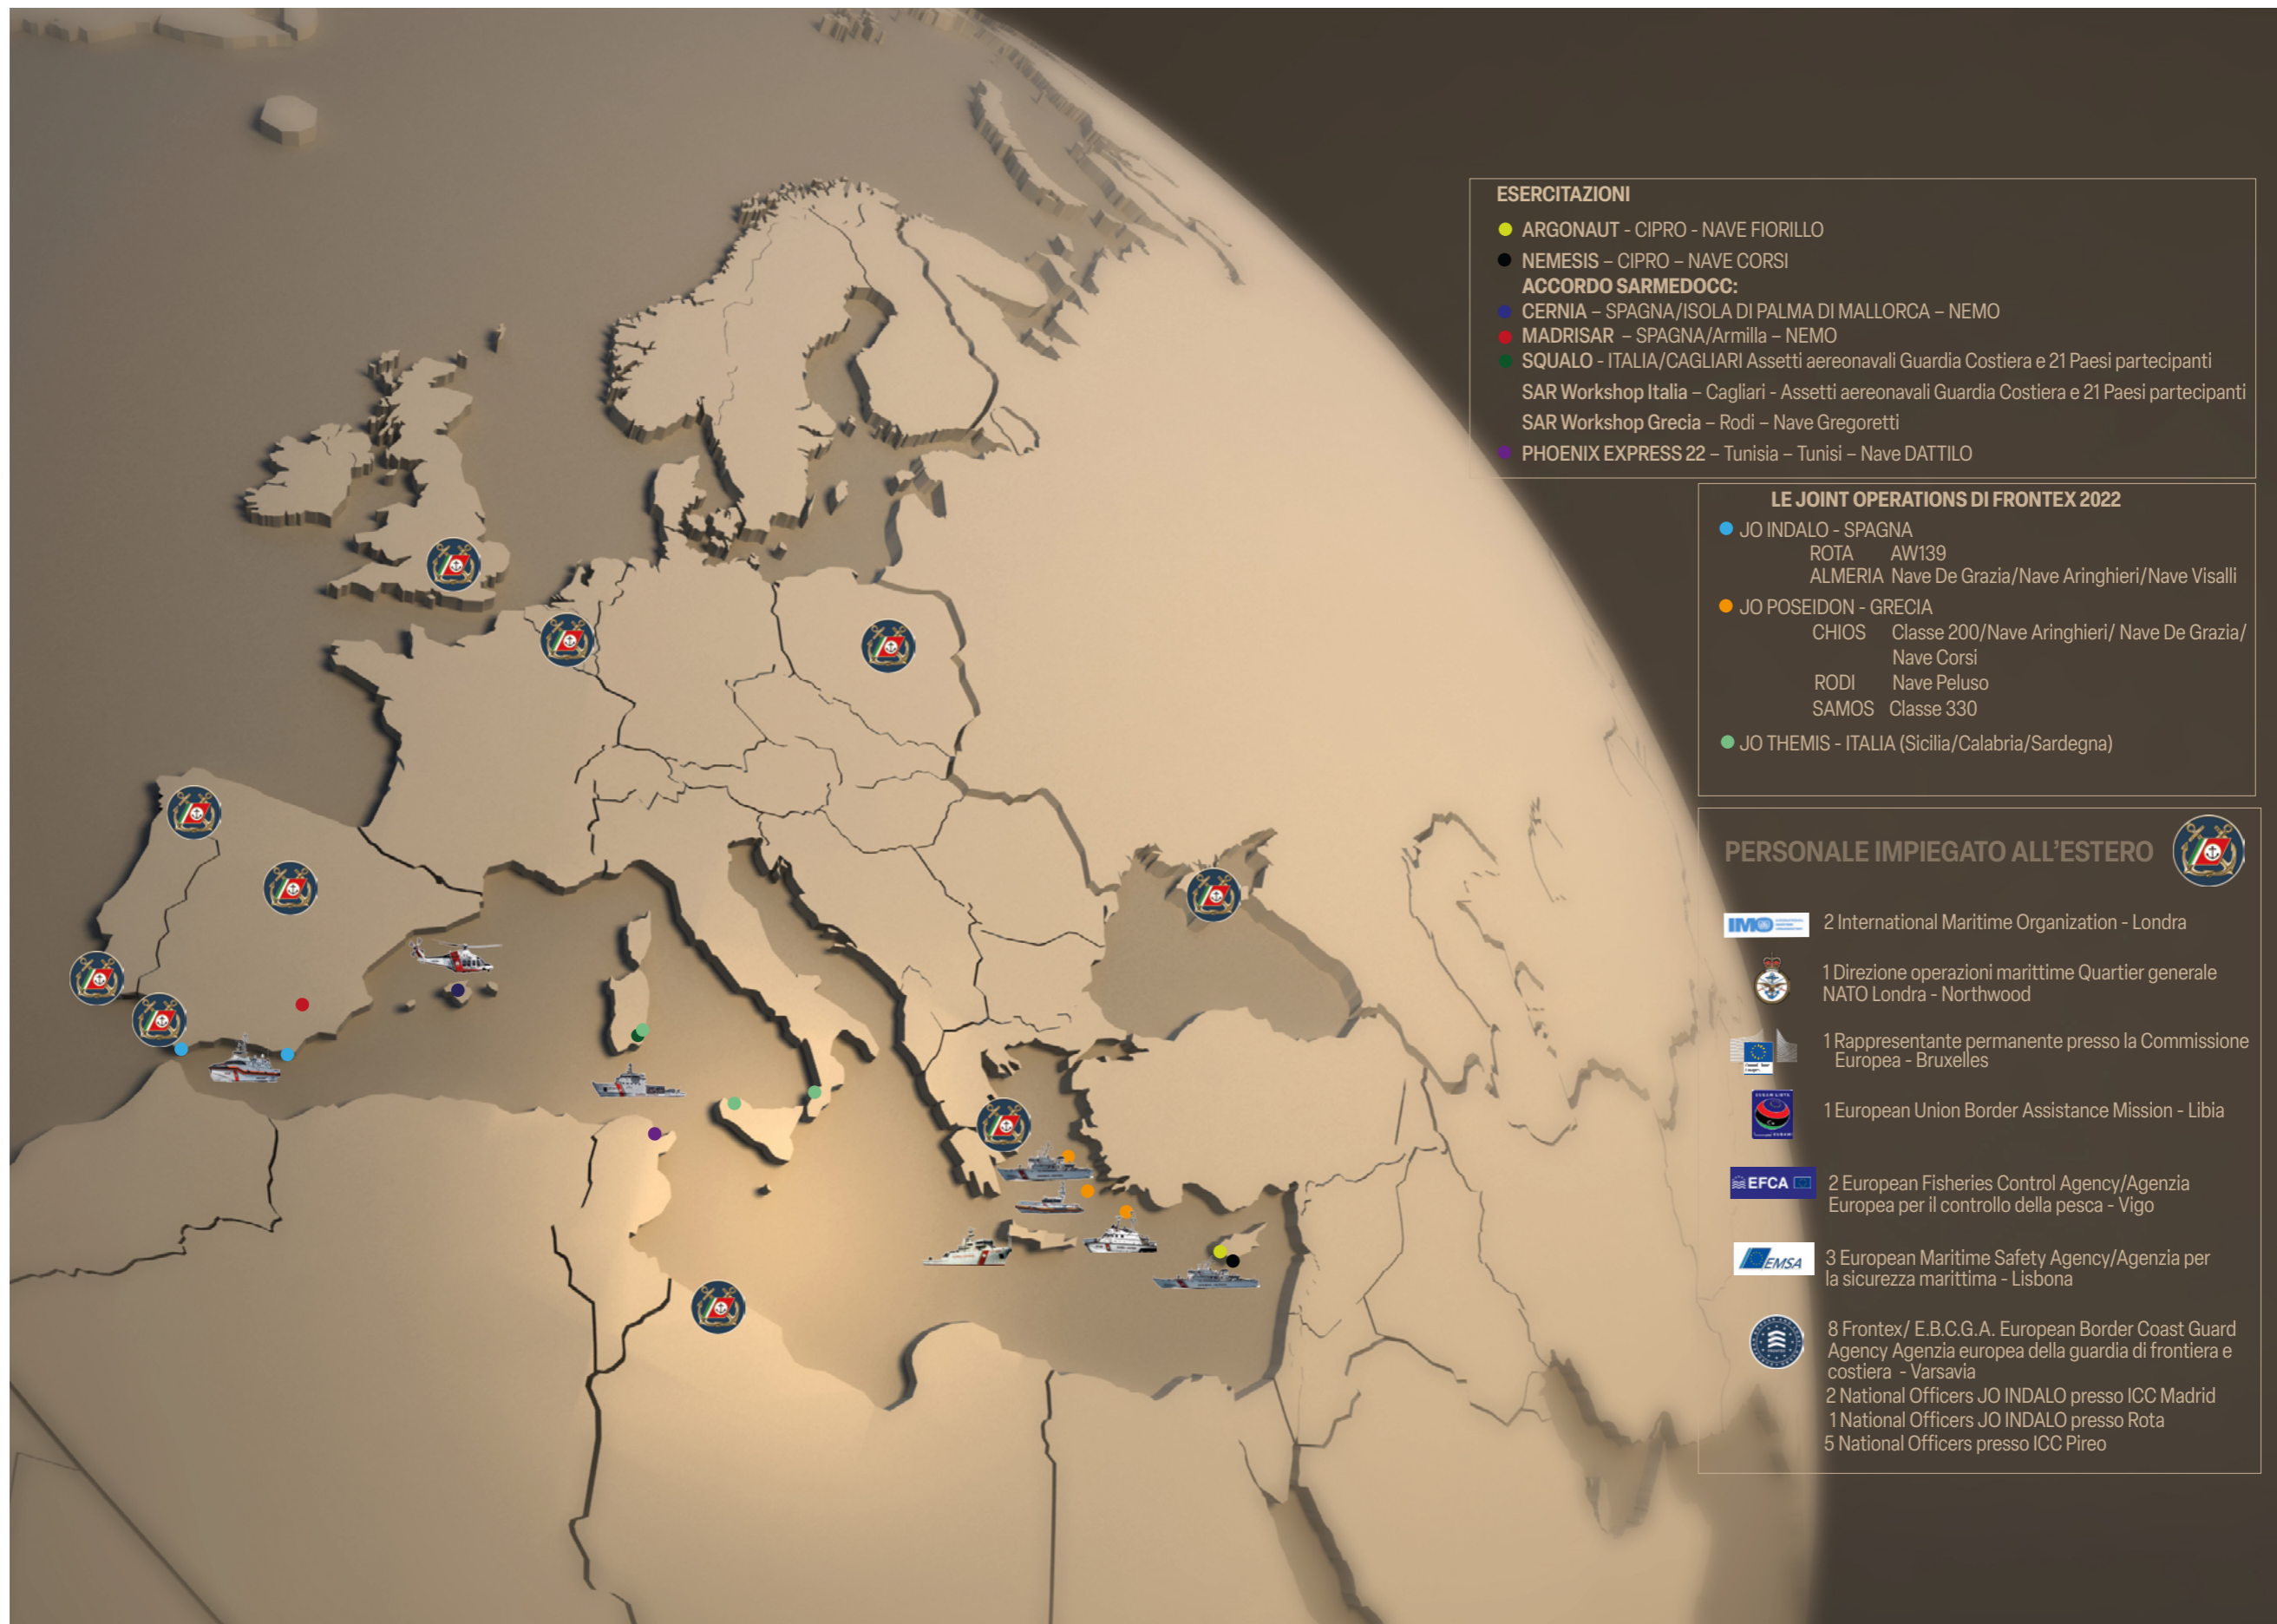 ESERCITAZIONI
ARGONAUT - CIPRO - NAVE FIORILLO
NEMESIS – CIPRO – NAVE CORSI
ACCORDO SARMEDOCC:
CERNIA – SPAGNA/ISOLA DI PALMA DI MALLORCA – NEMO
MADRISAR – SPAGNA/Armilla – NEMO
SQUALO - ITALIA/CAGLIARI Assetti aereonavali Guardia Costiera e 21 Paesi partecipanti
SAR Workshop Italia – Cagliari - Assetti aereonavali Guardia Costiera e 21 Paesi partecipanti
SAR Workshop Grecia – Rodi – Nave Gregoretti
PHOENIX EXPRESS 22 – Tunisia – Tunisi – Nave DATTILO
LE JOINT OPERATIONS DI FRONTEX 2022
JO INDALO - SPAGNA
ROTA AW139
ALMERIA Nave De Grazia/Nave Aringhieri/Nave Visalli
JO POSEIDON - GRECIA
CHIOS Classe 200/Nave Aringhieri/ Nave De Grazia/
Nave Corsi
RODI Nave Peluso
SAMOS Classe 330
JO THEMIS - ITALIA (Sicilia/Calabria/Sardegna)
PERSONALE IMPIEGATO ALL'ESTERO
IMO
2 International Maritime Organization - Londra
1 Direzione operazioni marittime Quartier generale
NATO Londra - Northwood
1 Rappresentante permanente presso la Commissione
Europea - Bruxelles
1 European Union Border Assistance Mission - Libia
EFCA
2 European Fisheries Control Agency/Agenzia
Europea per il controllo della pesca - Vigo
EMSA
3 European Maritime Safety Agency/Agenzia per
la sicurezza marittima - Lisbona
8 Frontex/ E.B.C.G.A. European Border Coast Guard
Agency Agenzia europea della guardia di frontiera e
costiera - Varsavia
2 National Officers JO INDALO presso ICC Madrid
1 National Officers JO INDALO presso Rota
5 National Officers presso ICC Pireo